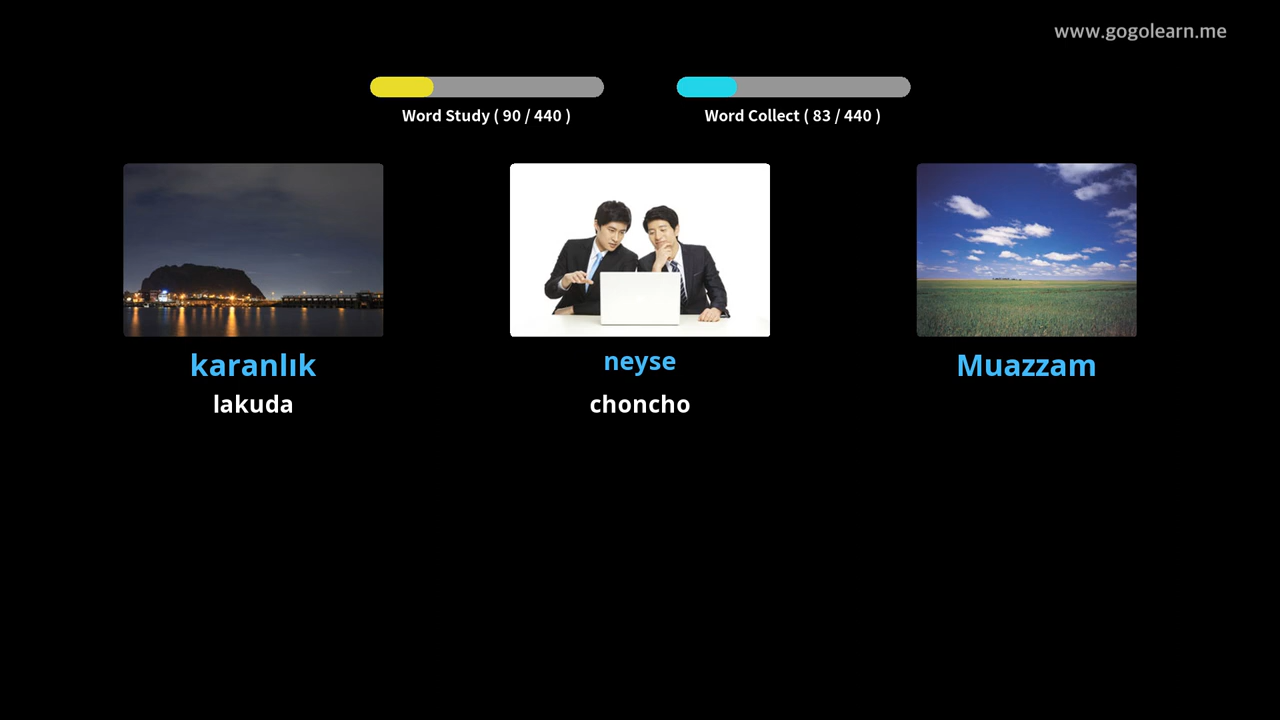 www.gogolearn.me
Word Study ( 90 / 440 )
Word Collect ( 83 / 440 )
karanlık
neyse
Muazzam
lakuda
choncho